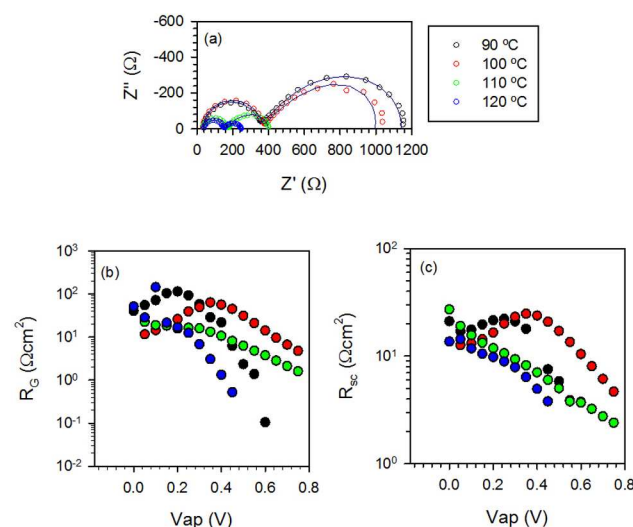 -600
-400
-200
0
Z'' (Ω)
(a)
0 200 400 600 800 1000 1200
Z' (Ω)
90 ºC
100 ºC
110 ºC
120 ºC
10³
10²
10¹
10⁰
10⁻¹
10⁻²
R_G (Ωcm²)
(b)
0.0 0.2 0.4 0.6 0.8
Vap (V)
10²
10¹
10⁰
R_sc (Ωcm²)
(c)
0.0 0.2 0.4 0.6 0.8
Vap (V)